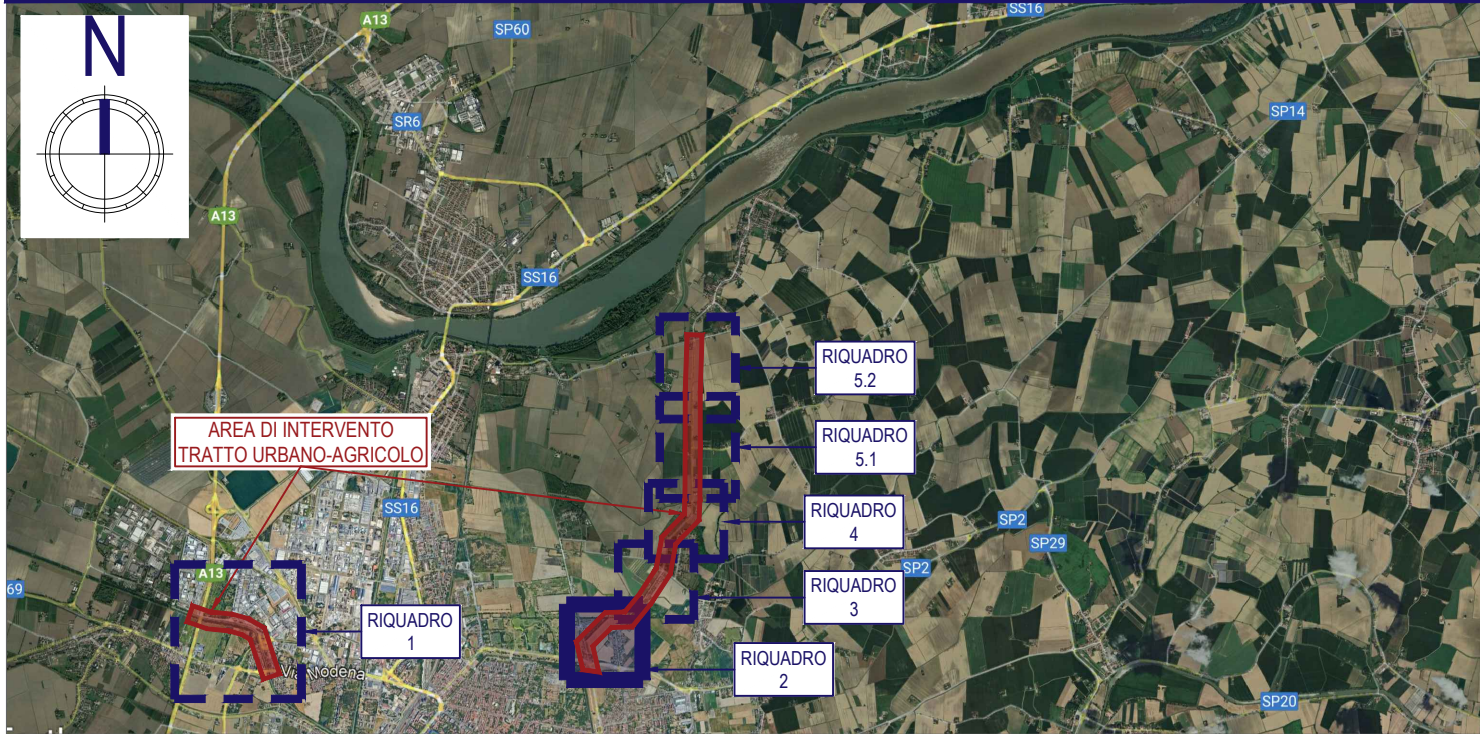 N
A13
SP60
SS16
SR6
SP14
A13
SS16
RIQUADRO
5.2
AREA DI INTERVENTO
TRATTO URBANO-AGRICOLO
RIQUADRO
5.1
SS16
RIQUADRO
4
SP2
SP29
A13
SP2
69
RIQUADRO
3
RIQUADRO
1
Via Modena
RIQUADRO
2
SP20